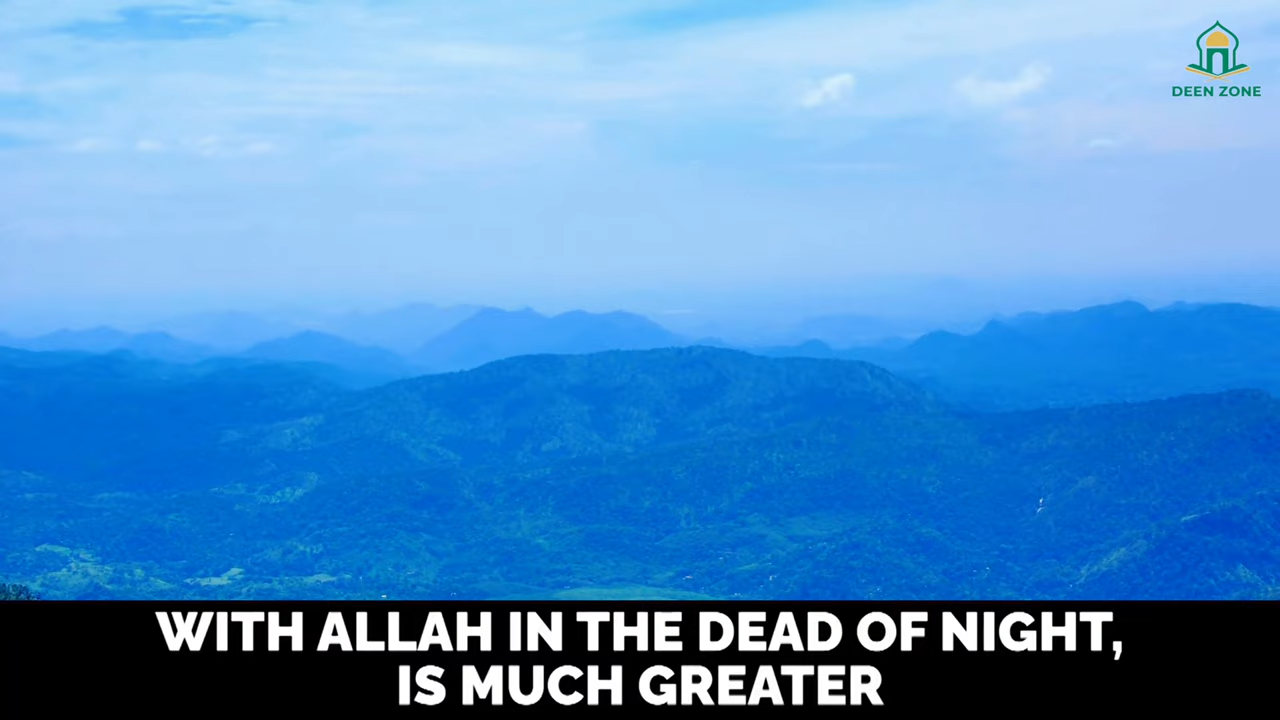 DEEN ZONE
WITH ALLAH IN THE DEAD OF NIGHT,
IS MUCH GREATER